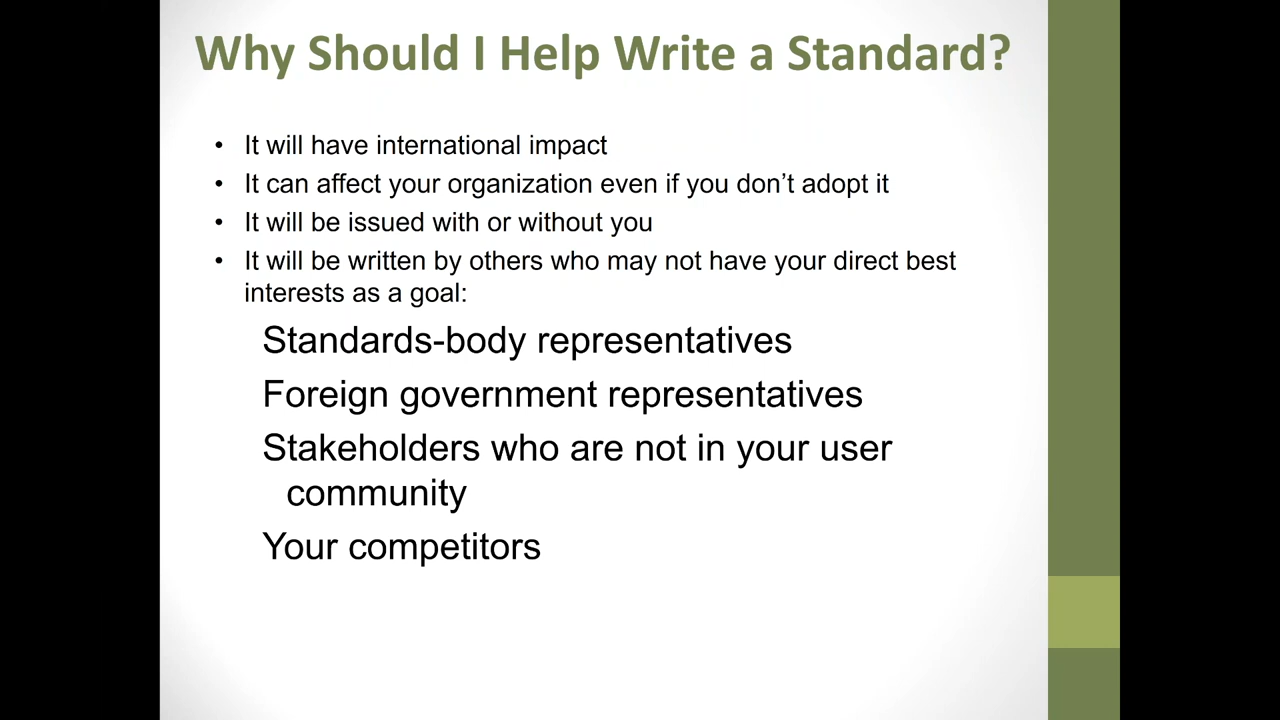 Why Should I Help Write a Standard?
• It will have international impact
• It can affect your organization even if you don’t adopt it
• It will be issued with or without you
• It will be written by others who may not have your direct best
interests as a goal:
Standards-body representatives
Foreign government representatives
Stakeholders who are not in your user
community
Your competitors